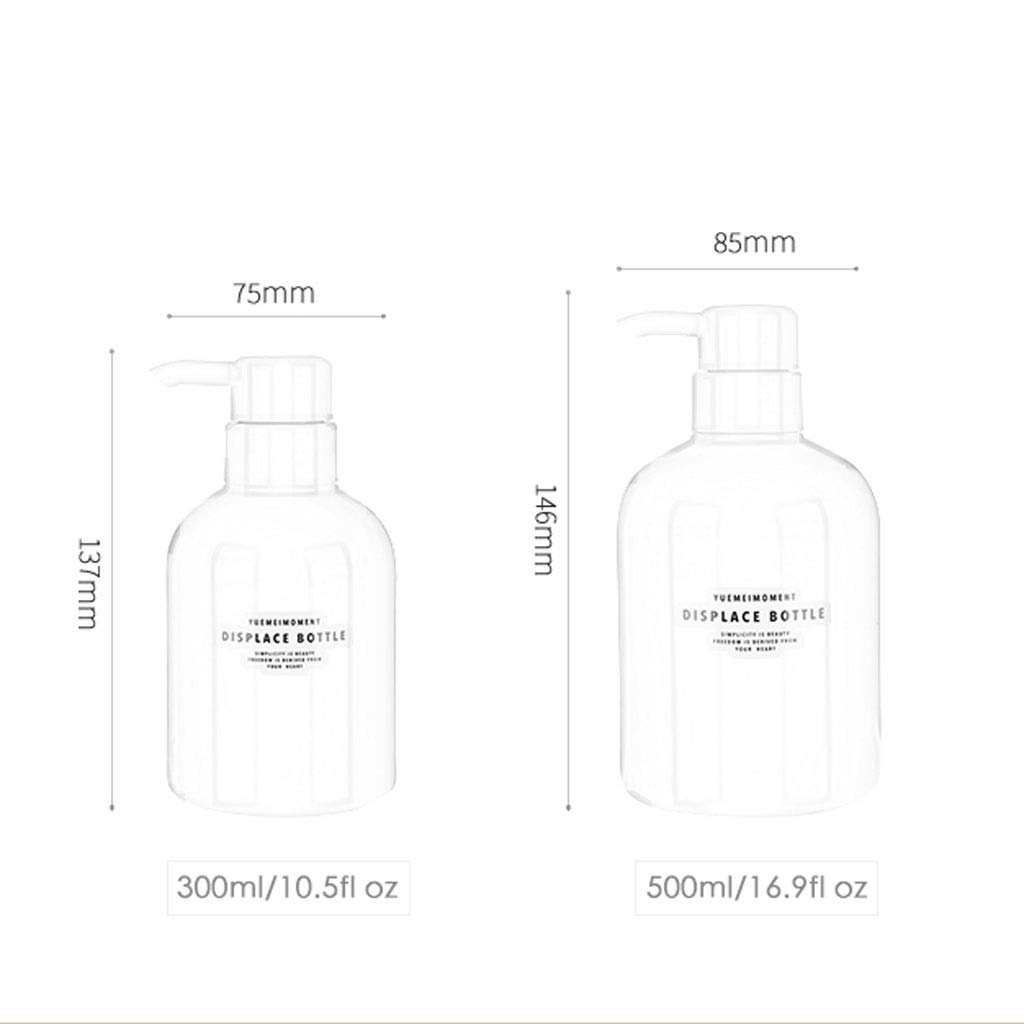 85mm
75mm
146mm
137mm
YUEMEIMOMENT
DISPLACE BOTTLE
SIMPLICITY IS BEAUTY
FREEDOM IS DERIVED FROM
YOUR HEART
YUEMEIMOMENT
DISPLACE BOTTLE
SIMPLICITY IS BEAUTY
FREEDOM IS DERIVED FROM
YOUR HEART
300ml/10.5fl oz
500ml/16.9fl oz